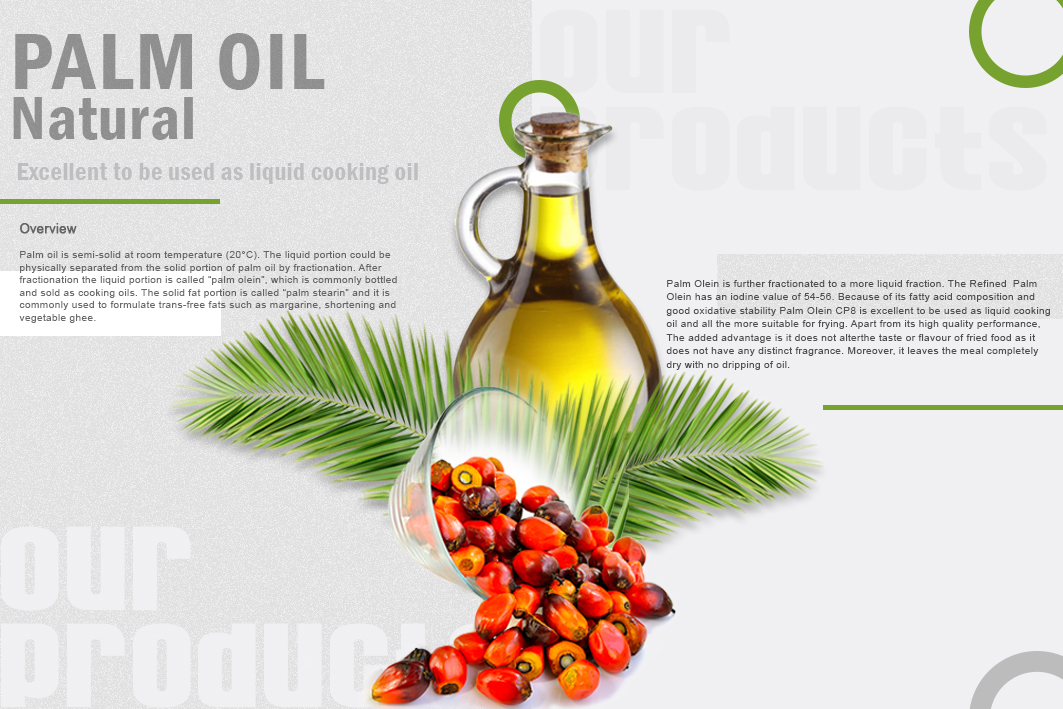 PALM OIL
Natural
Excellent to be used as liquid cooking oil
Overview
Palm oil is semi-solid at room temperature (20°C). The liquid portion could be
physically separated from the solid portion of palm oil by fractionation. After
fractionation the liquid portion is called “palm olein”, which is commonly bottled
and sold as cooking oils. The solid fat portion is called “palm stearin” and it is
commonly used to formulate trans-free fats such as margarine, shortening and
vegetable ghee.
our
products
Palm Olein is further fractionated to a more liquid fraction. The Refined  Palm
Olein has an iodine value of 54-56. Because of its fatty acid composition and
good oxidative stability Palm Olein CP8 is excellent to be used as liquid cooking
oil and all the more suitable for frying. Apart from its high quality performance,
The added advantage is it does not alterthe taste or flavour of fried food as it
does not have any distinct fragrance. Moreover, it leaves the meal completely
dry with no dripping of oil.
our
product